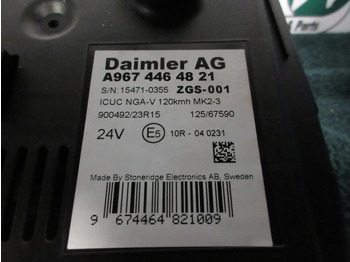 Daimler AG
A967 446 48 21
S/N:15471-0355 ZGS-001
ICUC NGA-V 120kmh MK2-3
900492/23R15 125/67590
24V E5 10R - 04 0231
Made By Stoneridge Electronics AB, Sweden
9 674464 821009